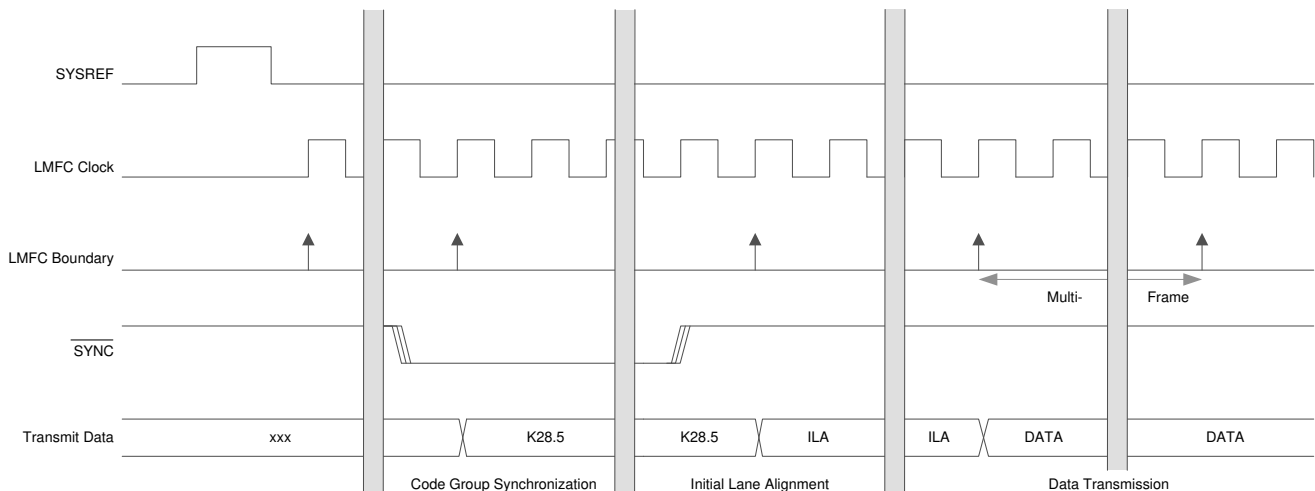 SYSREF
LMFC Clock
LMFC Boundary
Multi- Frame
SYNC
Transmit Data xxx K28.5 K28.5 ILA ILA DATA DATA
Code Group Synchronization Initial Lane Alignment Data Transmission